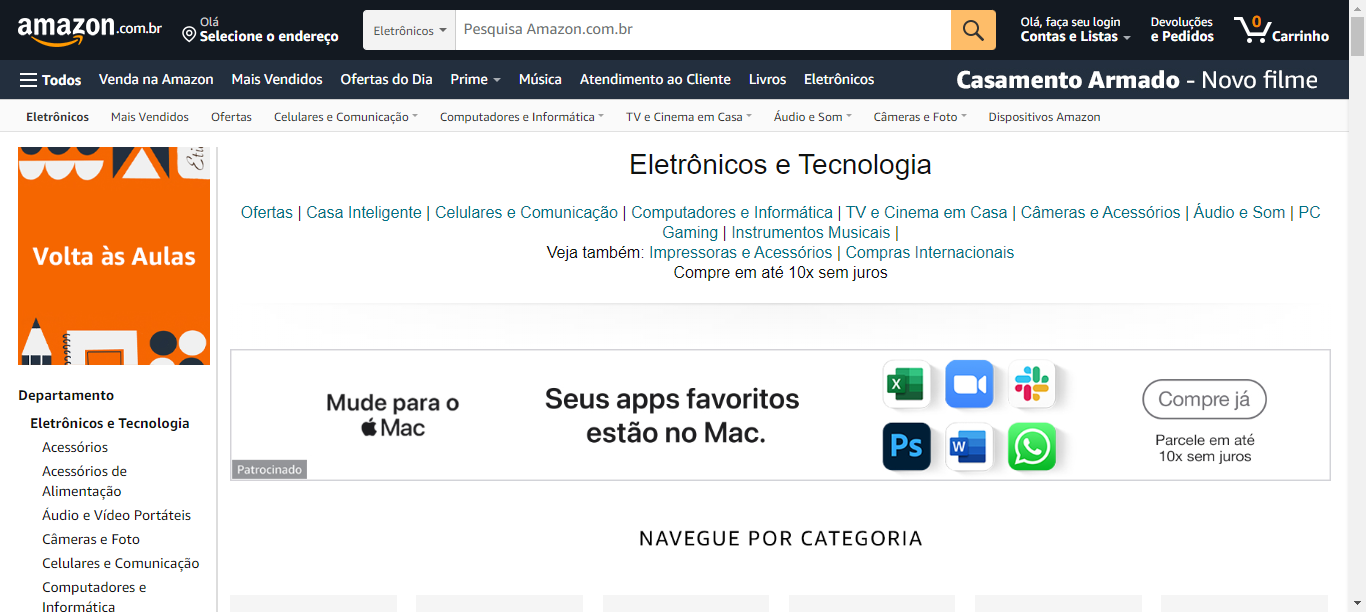 amazon.com.br
Olá
Selecione o endereço
Eletrônicos
Pesquisa Amazon.com.br
Olá, faça seu login
Contas e Listas
Devoluções
e Pedidos
0
Carrinho
Todos
Venda na Amazon
Mais Vendidos
Ofertas do Dia
Prime
Música
Atendimento ao Cliente
Livros
Eletrônicos
Casamento Armado - Novo filme
Eletrônicos
Mais Vendidos
Ofertas
Celulares e Comunicação
Computadores e Informática
TV e Cinema em Casa
Áudio e Som
Câmeras e Foto
Dispositivos Amazon
Volta às Aulas
Departamento
Eletrônicos e Tecnologia
Acessórios
Acessórios de
Alimentação
Áudio e Vídeo Portáteis
Câmeras e Foto
Celulares e Comunicação
Computadores e
Informática
Eletrônicos e Tecnologia
Ofertas | Casa Inteligente | Celulares e Comunicação | Computadores e Informática | TV e Cinema em Casa | Câmeras e Acessórios | Áudio e Som | PC
Gaming | Instrumentos Musicais |
Veja também: Impressoras e Acessórios | Compras Internacionais
Compre em até 10x sem juros
Mude para o
Mac
Patrocinado
Seus apps favoritos
estão no Mac.
X
Ps
W
Compre já
Parcele em até
10x sem juros
NAVEGUE POR CATEGORIA